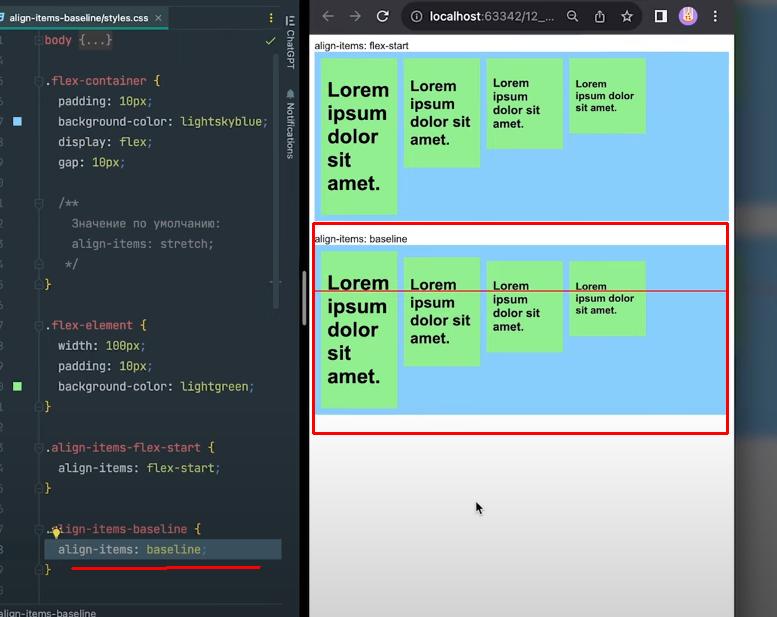 align-items-baseline/styles.css
body {...}
.flex-container {
padding: 10px;
background-color: lightskyblue;
display: flex;
gap: 10px;
/**
Значение по умолчанию:
align-items: stretch;
*/
}
.flex-element {
width: 100px;
padding: 10px;
background-color: lightgreen;
}
.align-items-flex-start {
align-items: flex-start;
}
.align-items-baseline {
align-items: baseline;
}
align-items-baseline
ChatGPT
Notifications
localhost:63342/12_...
align-items: flex-start
Lorem
ipsum
dolor
sit
amet.
Lorem
ipsum
dolor sit
amet.
Lorem
ipsum
dolor sit
amet.
Lorem
ipsum dolor
sit amet.
align-items: baseline
Lorem
ipsum
dolor
sit
amet.
Lorem
ipsum
dolor sit
amet.
Lorem
ipsum
dolor sit
amet.
Lorem
ipsum dolor
sit amet.